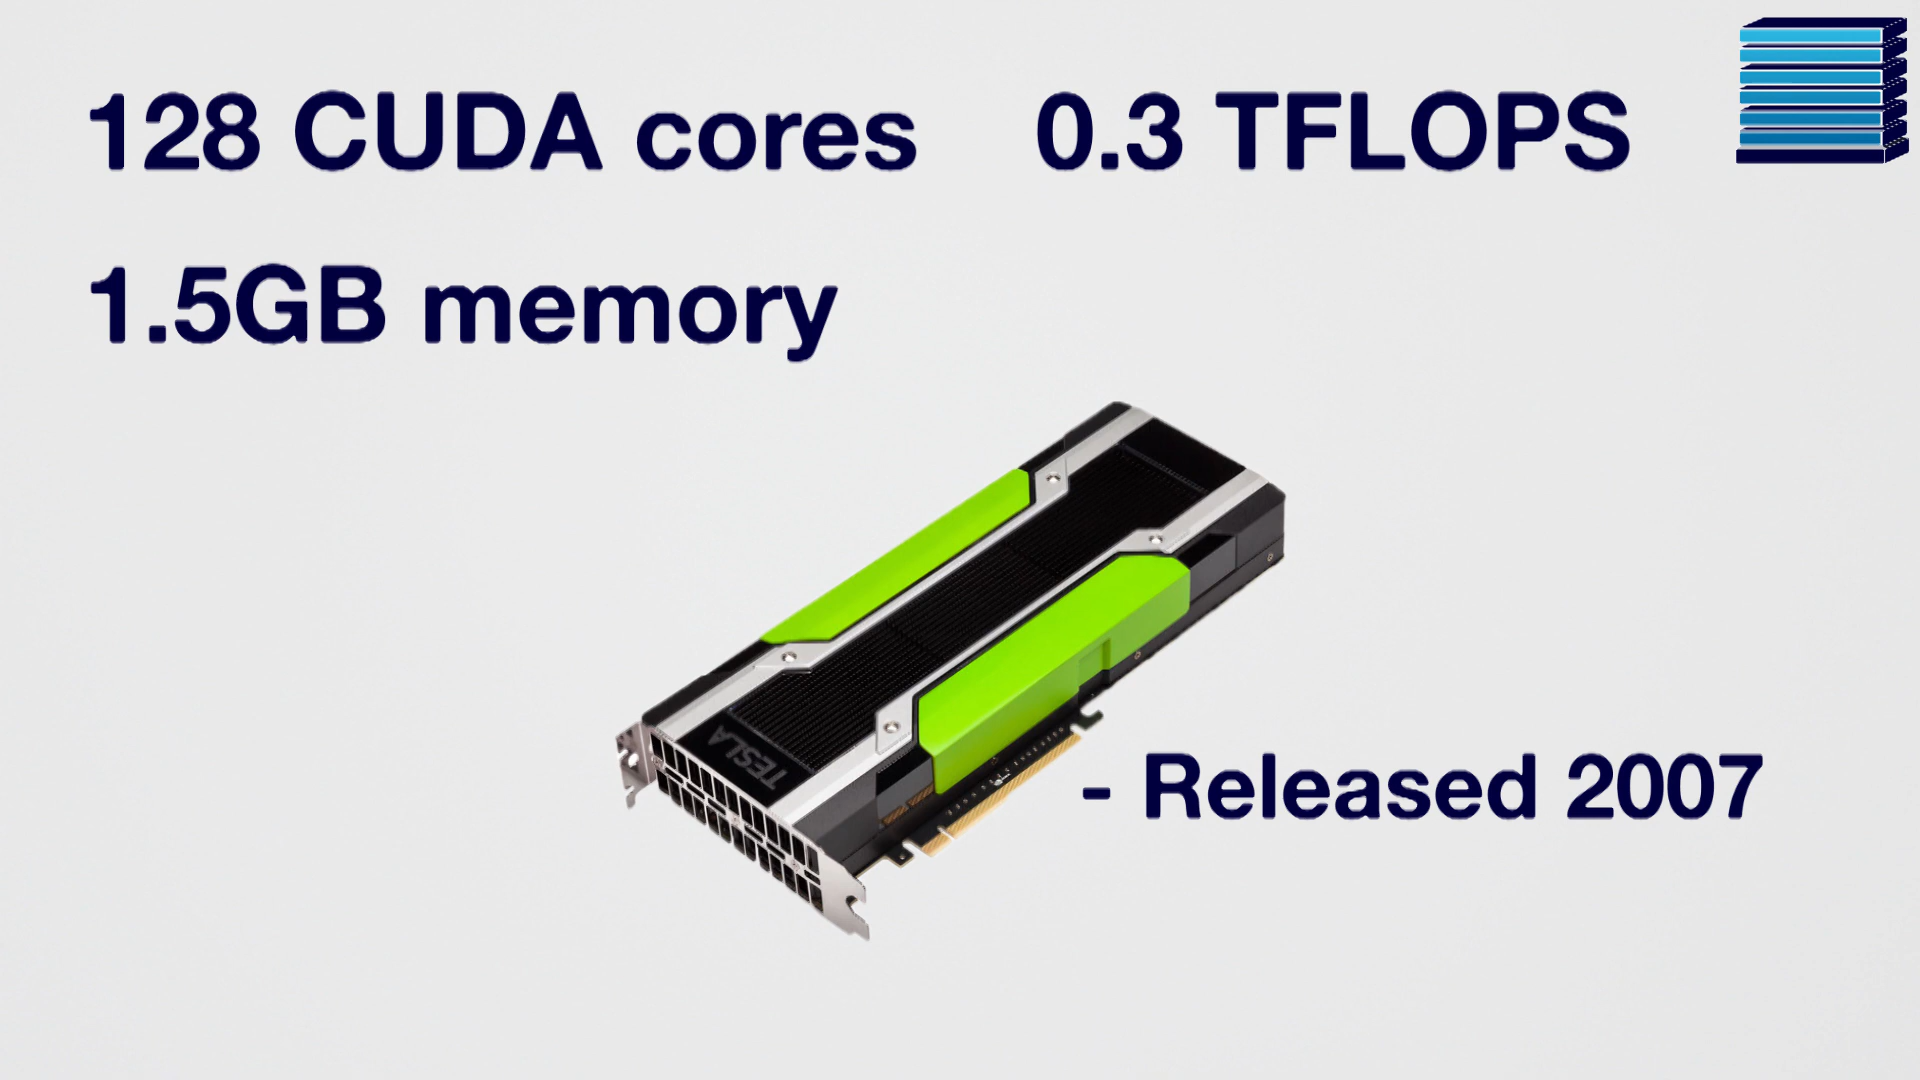 128 CUDA cores 0.3 TFLOPS
1.5GB memory
TESLA
- Released 2007